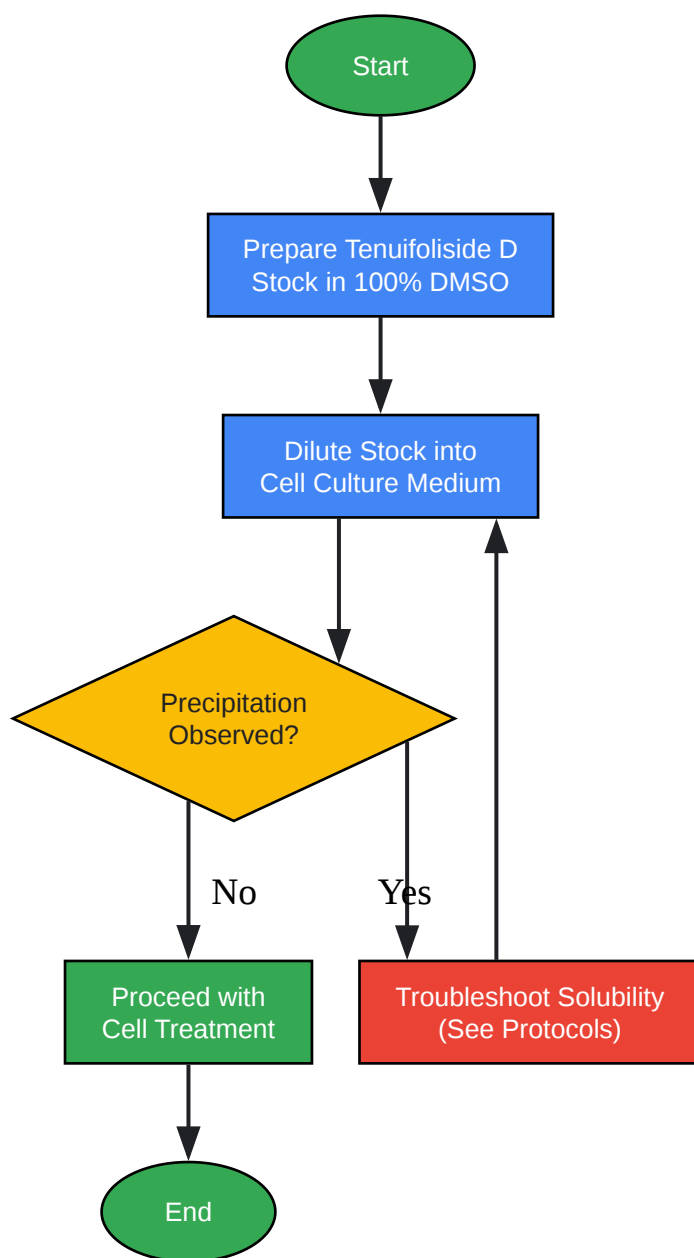 Start
Prepare Tenuifoliside D
Stock in 100% DMSO
Dilute Stock into
Cell Culture Medium
Precipitation
Observed?
No
Yes
Proceed with
Cell Treatment
Troubleshoot Solubility
(See Protocols)
End